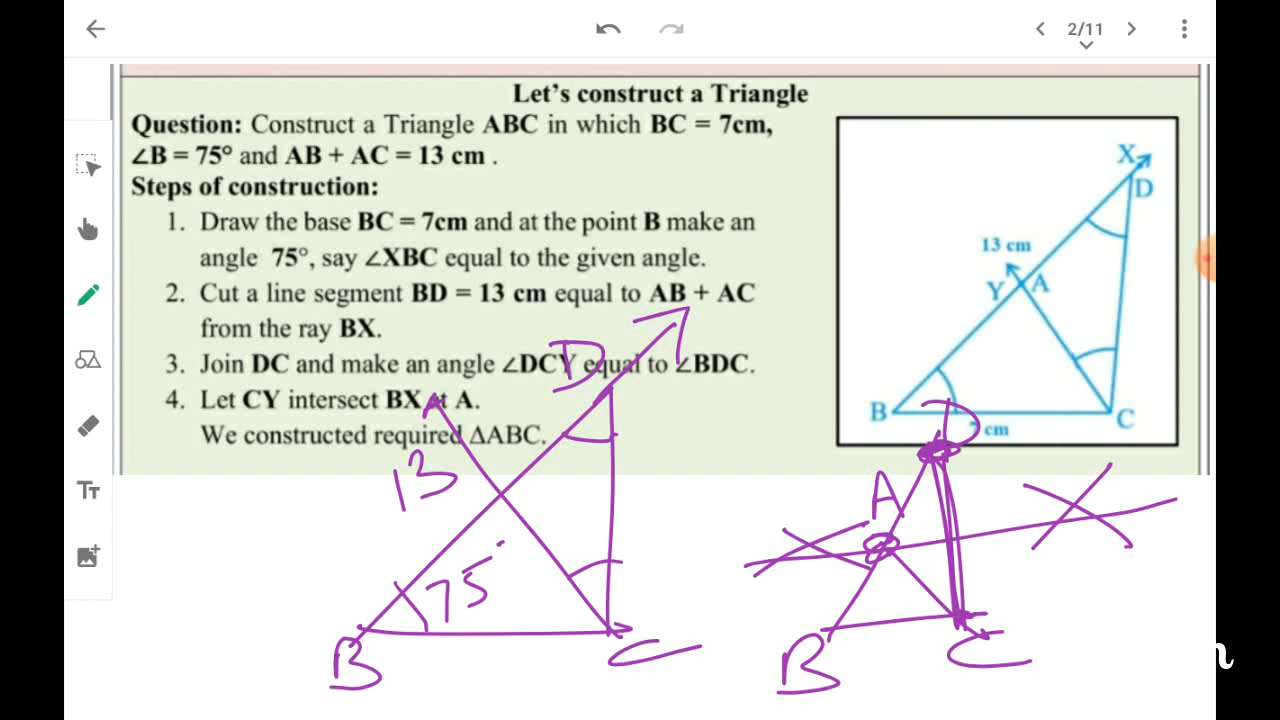 2/11
Let's construct a Triangle
Question: Construct a Triangle ABC in which BC = 7cm,
∠B = 75° and AB + AC = 13 cm .
Steps of construction:
1. Draw the base BC = 7cm and at the point B make an
angle 75°, say ∠XBC equal to the given angle.
2. Cut a line segment BD = 13 cm equal to AB + AC
from the ray BX.
3. Join DC and make an angle ∠DCY equal to ∠BDC.
4. Let CY intersect BX at A.
We constructed required ΔABC.
X
D
13 cm
Y A
B
C
7 cm
Tт
D
13
75°
B
C
D
A
B
C
n